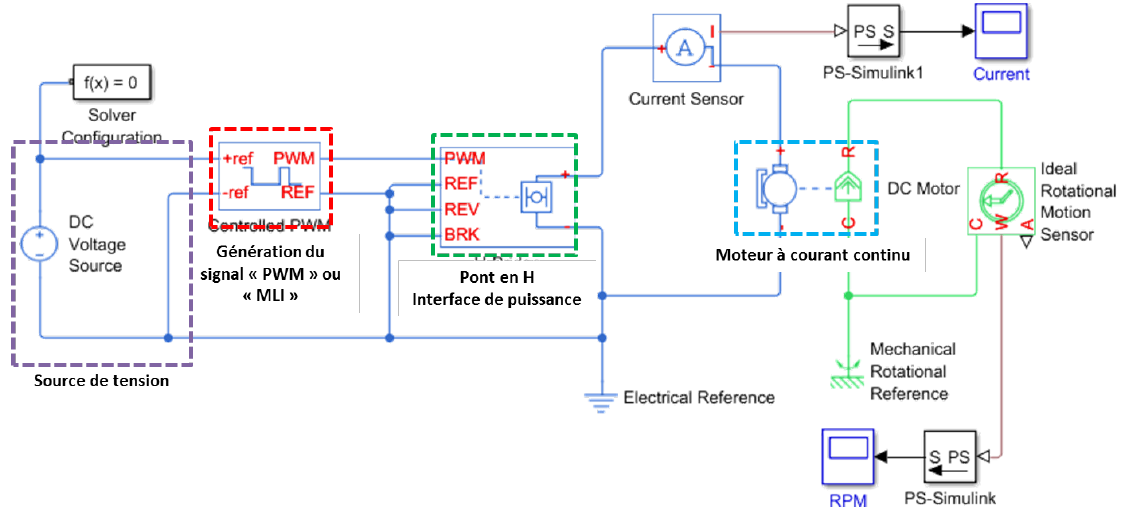 f(x) = 0
Solver
Configuration
DC
Voltage
Source
Source de tension
+ref
PWM
-ref
REF
Controlled PWM
Génération du
signal « PWM » ou
« MLI »
PWM
REF
REV
BRK
+
-
Pont en H
Interface de puissance
+
A
I
-
Current Sensor
PS S
PS-Simulink1
Current
+
-
R
C
DC Motor
Moteur à courant continu
R
C
W
A
Ideal
Rotational
Motion
Sensor
Mechanical
Rotational
Reference
Electrical Reference
RPM
S PS
PS-Simulink